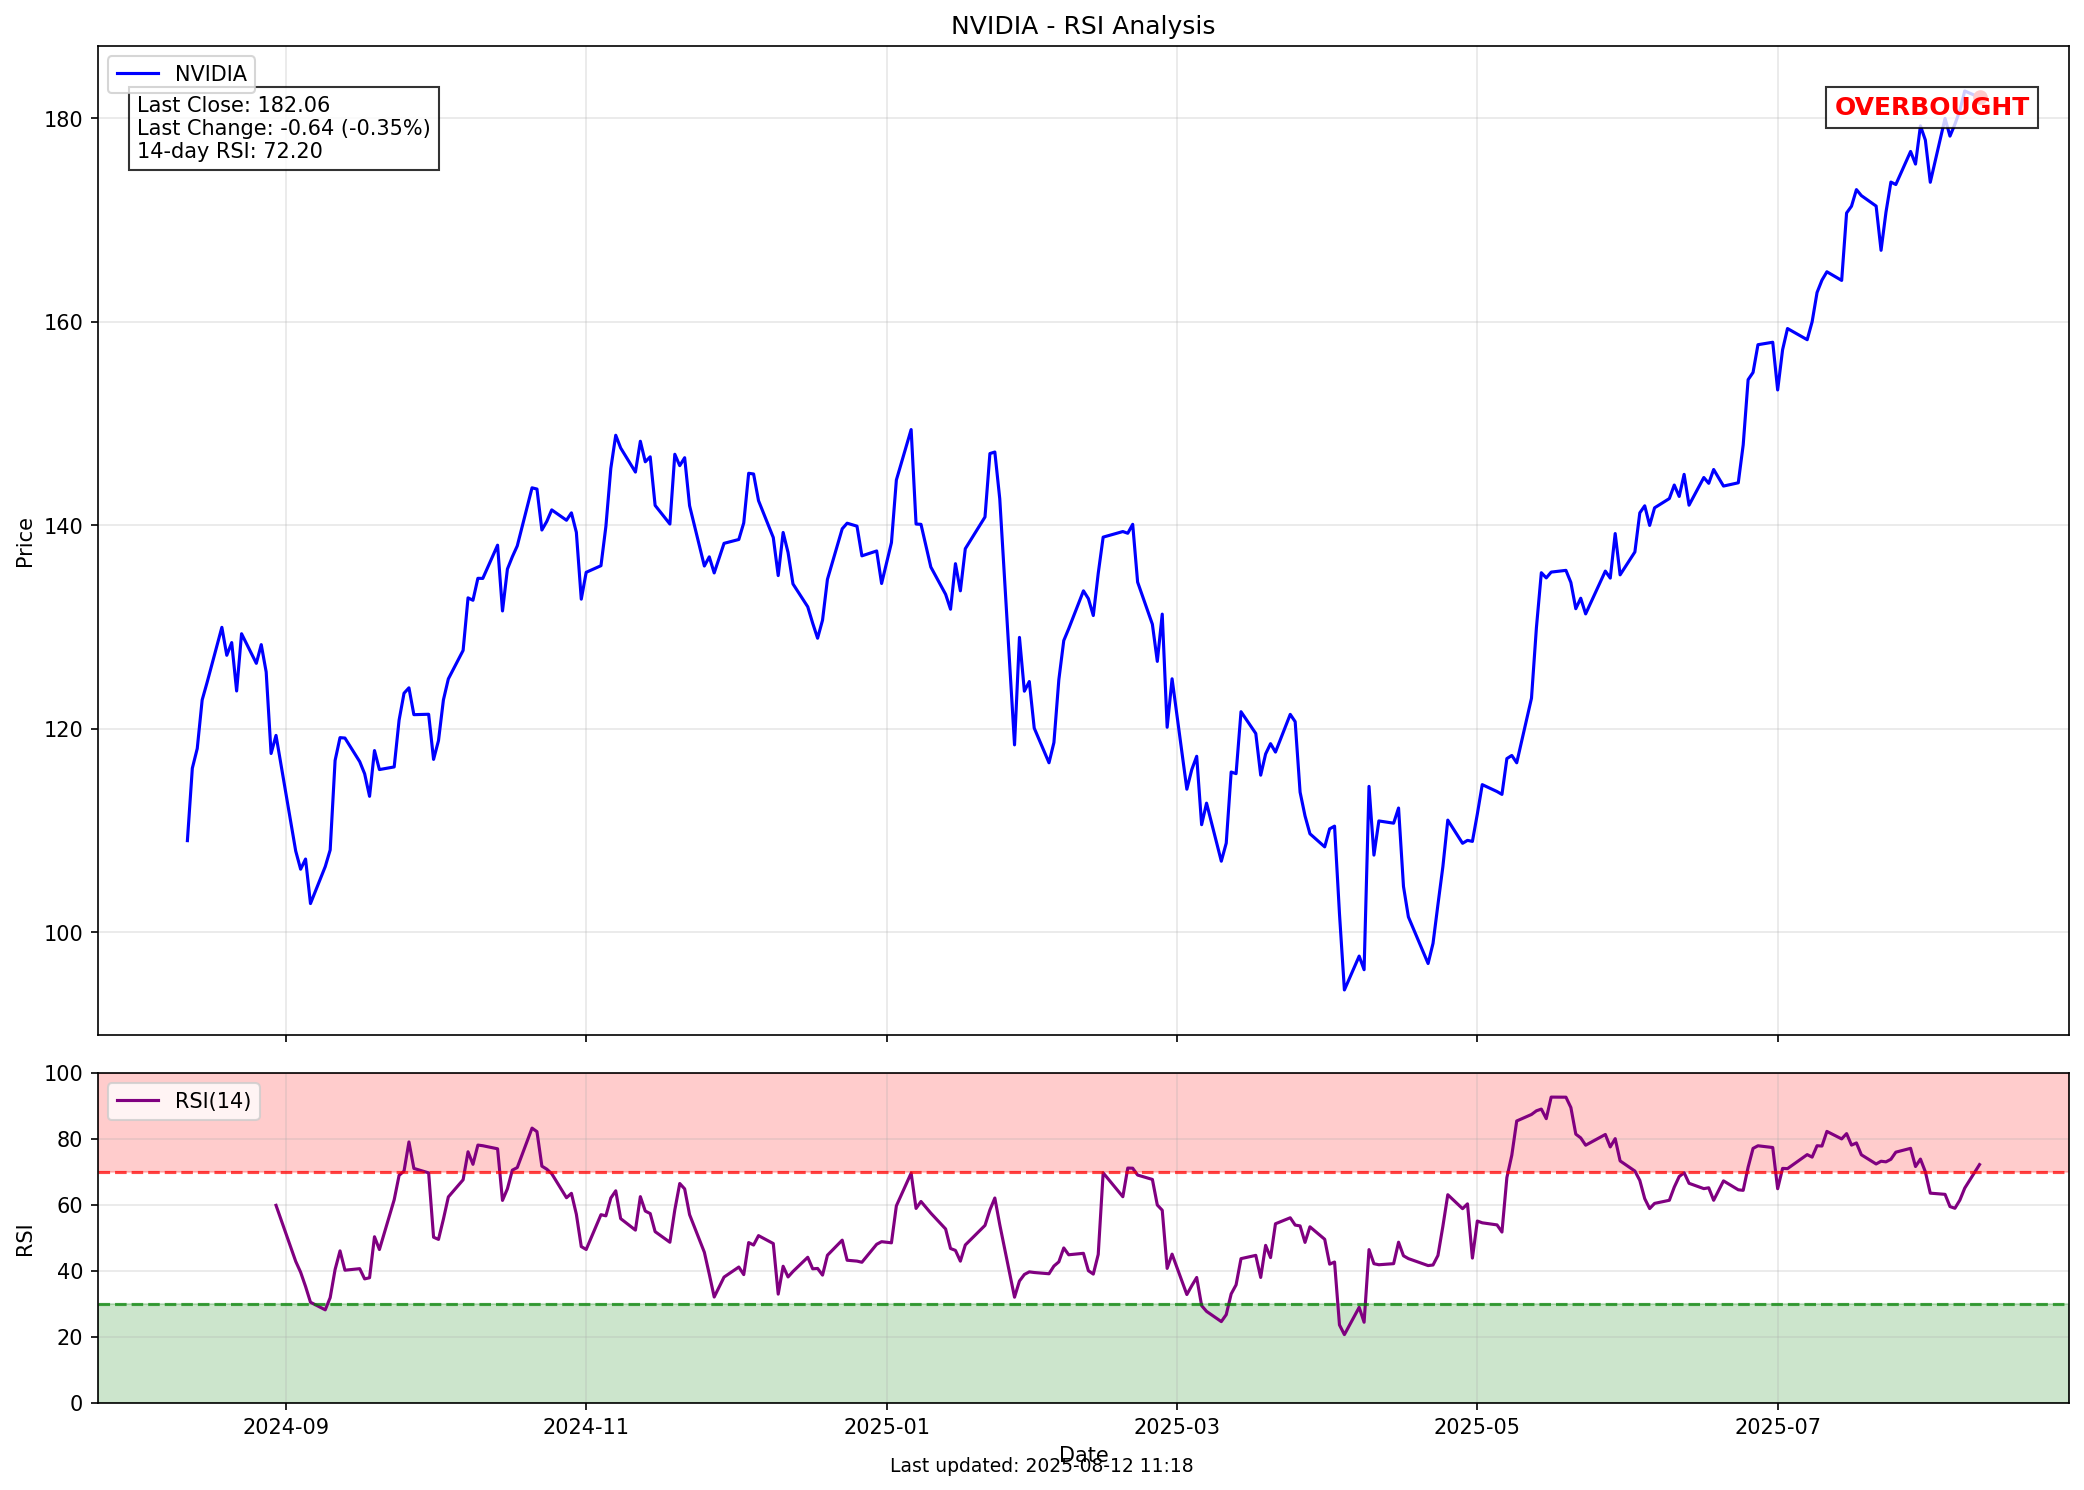 NVIDIA - RSI Analysis
NVIDIA
Last Close: 182.06
Last Change: -0.64 (-0.35%)
14-day RSI: 72.20
OVERBOUGHT
Price
180
160
140
120
100
RSI(14)
RSI
100
80
60
40
20
0
2024-09
2024-11
2025-01
2025-03
2025-05
2025-07
Date
Last updated: 2025-08-12 11:18